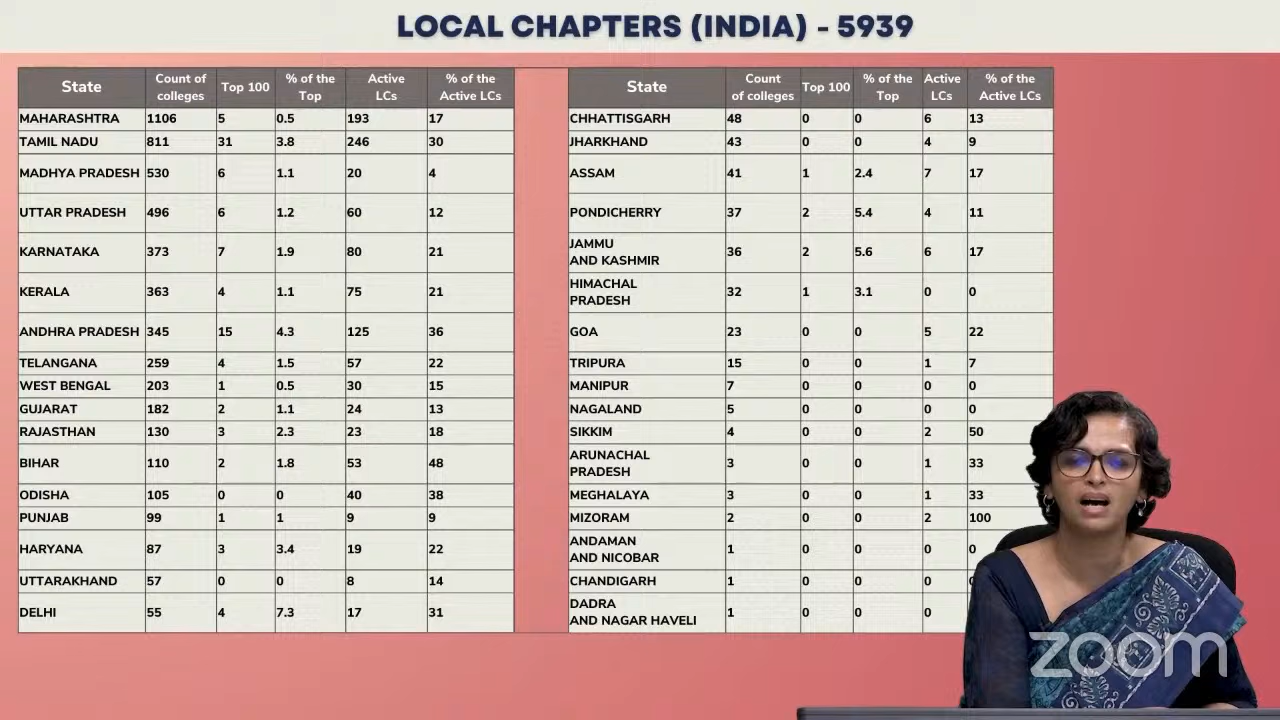 LOCAL CHAPTERS (INDIA) - 5939
State Count of colleges Top 100 % of the Top Active LCs % of the Active LCs
MAHARASHTRA 1106 5 0.5 193 17
TAMIL NADU 811 31 3.8 246 30
MADHYA PRADESH 530 6 1.1 20 4
UTTAR PRADESH 496 6 1.2 60 12
KARNATAKA 373 7 1.9 80 21
KERALA 363 4 1.1 75 21
ANDHRA PRADESH 345 15 4.3 125 36
TELANGANA 259 4 1.5 57 22
WEST BENGAL 203 1 0.5 30 15
GUJARAT 182 2 1.1 24 13
RAJASTHAN 130 3 2.3 23 18
BIHAR 110 2 1.8 53 48
ODISHA 105 0 0 40 38
PUNJAB 99 1 1 9 9
HARYANA 87 3 3.4 19 22
UTTARAKHAND 57 0 0 8 14
DELHI 55 4 7.3 17 31
State Count of colleges Top 100 % of the Top Active LCs % of the Active LCs
CHHATTISGARH 48 0 0 6 13
JHARKHAND 43 0 0 4 9
ASSAM 41 1 2.4 7 17
PONDICHERRY 37 2 5.4 4 11
JAMMU AND KASHMIR 36 2 5.6 6 17
HIMACHAL PRADESH 32 1 3.1 0 0
GOA 23 0 0 5 22
TRIPURA 15 0 0 1 7
MANIPUR 7 0 0 0 0
NAGALAND 5 0 0 0 0
SIKKIM 4 0 0 2 50
ARUNACHAL PRADESH 3 0 0 1 33
MEGHALAYA 3 0 0 1 33
MIZORAM 2 0 0 2 100
ANDAMAN AND NICOBAR 1 0 0 0 0
CHANDIGARH 1 0 0 0
DADRA AND NAGAR HAVELI 1 0 0 0
zoom